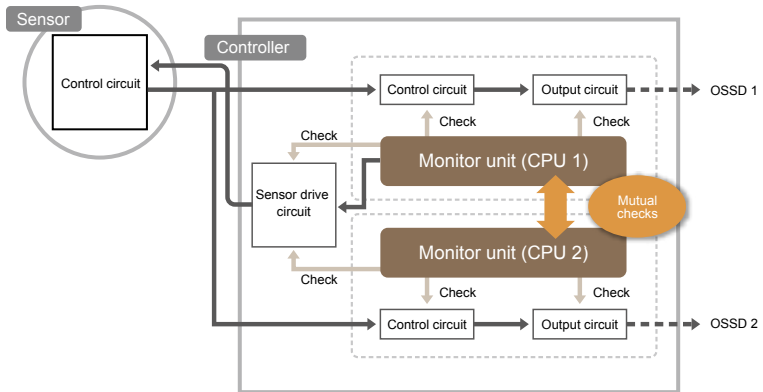 Sensor
Controller
Control circuit
Control circuit
Output circuit
OSSD 1
Check
Check
Check
Monitor unit (CPU 1)
Sensor drive
circuit
Mutual
checks
Monitor unit (CPU 2)
Check
Check
Check
Control circuit
Output circuit
OSSD 2